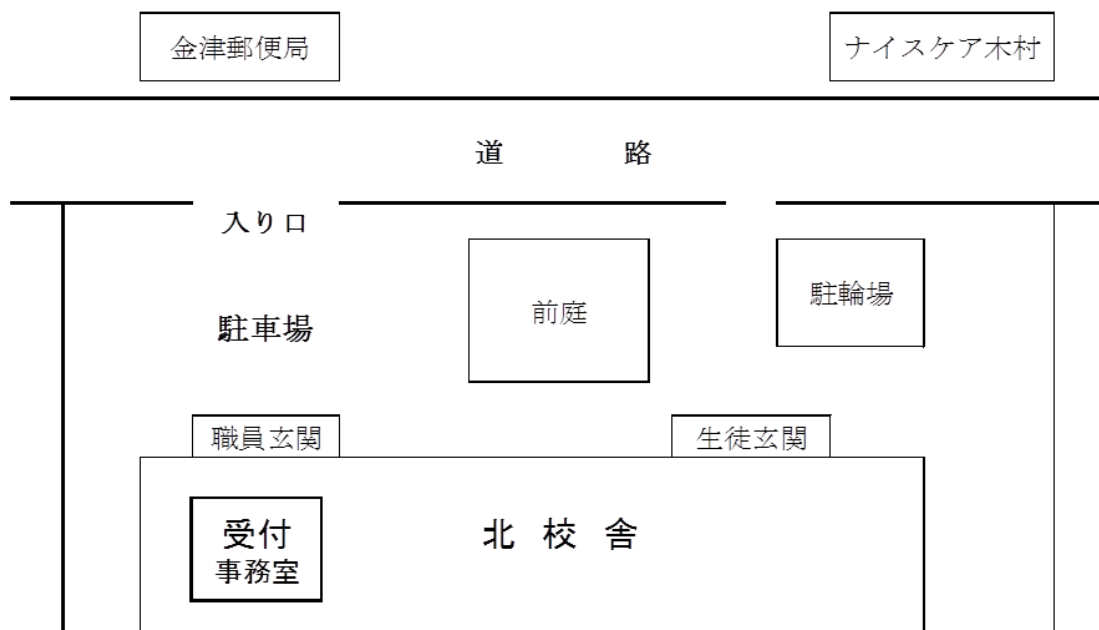 金津郵便局
ナイスケア木村
道 路
入り口
前庭
駐輪場
駐車場
職員玄関
生徒玄関
受付
事務室
北 校 舎